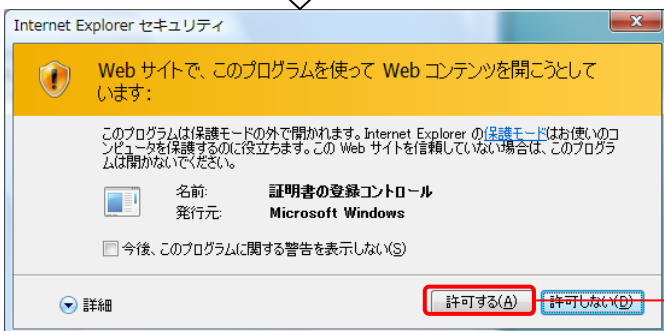 Internet Explorer セキュリティ
Web サイトで、このプログラムを使って Web コンテンツを開こうとして
います:
このプログラムは保護モードの外で開かれます。Internet Explorer の保護モードはお使いのコ
ンピュータを保護するのに役立ちます。この Web サイトを信頼していない場合は、このプログラ
ムは開かないでください。
名前: 証明書の登録コントロール
発行元: Microsoft Windows
今後、このプログラムに関する警告を表示しない(S)
詳細 許可する(A) 許可しない(D)